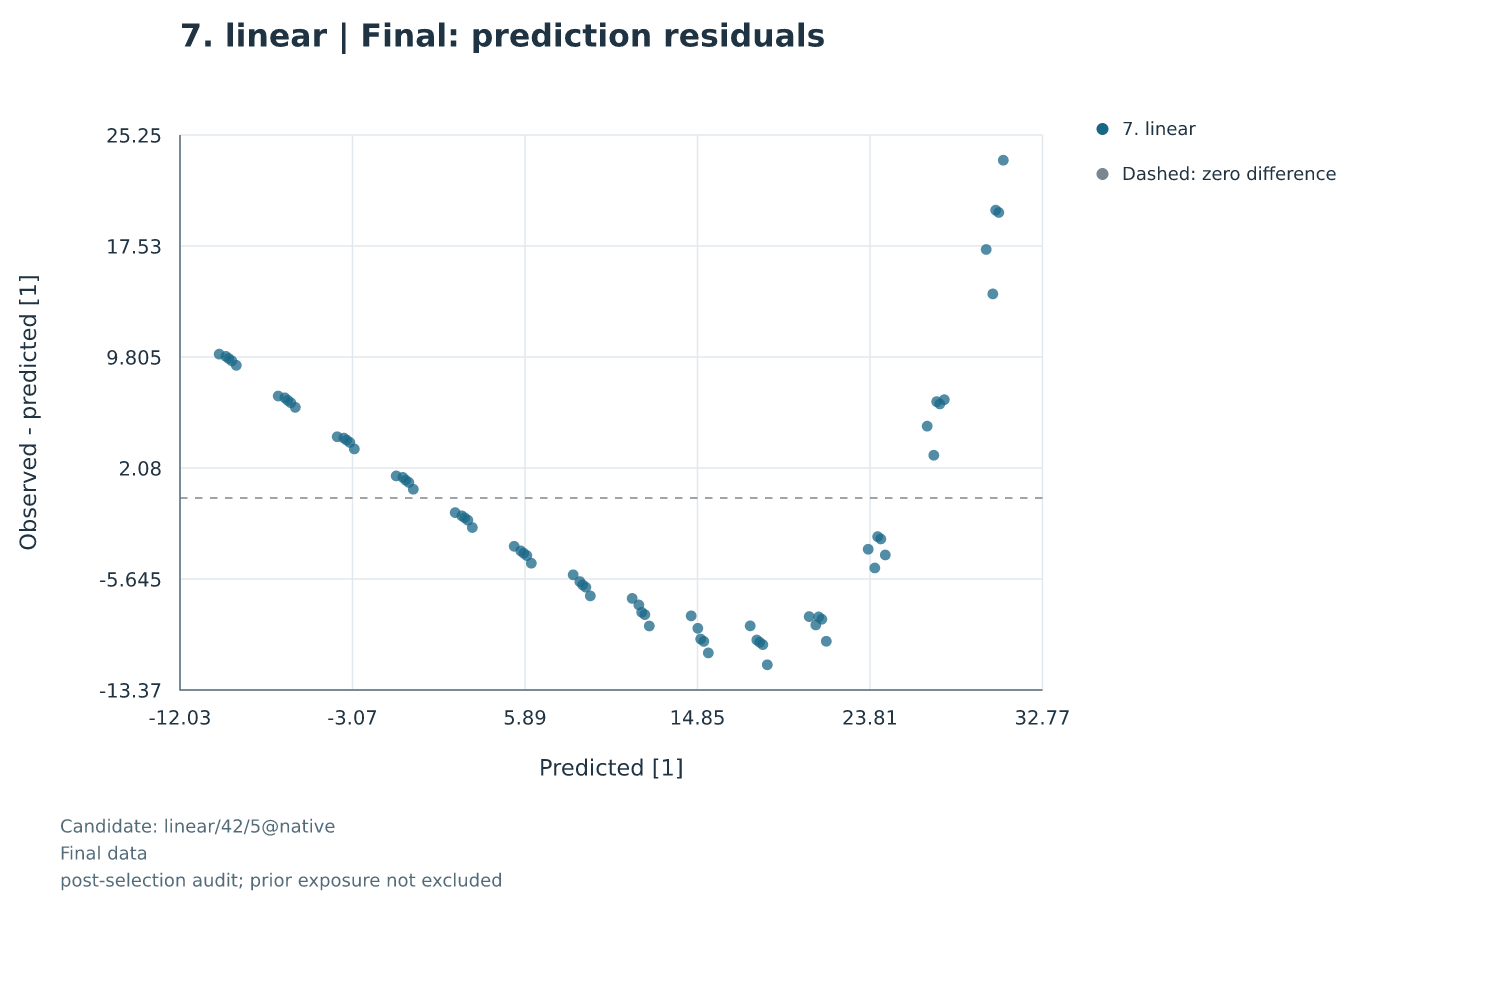 7. linear | Final: prediction residuals
7. linear
Dashed: zero difference
25.25
17.53
9.805
2.08
-5.645
-13.37
-12.03
-3.07
5.89
14.85
23.81
32.77
Observed - predicted [1]
Predicted [1]
Candidate: linear/42/5@native
Final data
post-selection audit; prior exposure not excluded